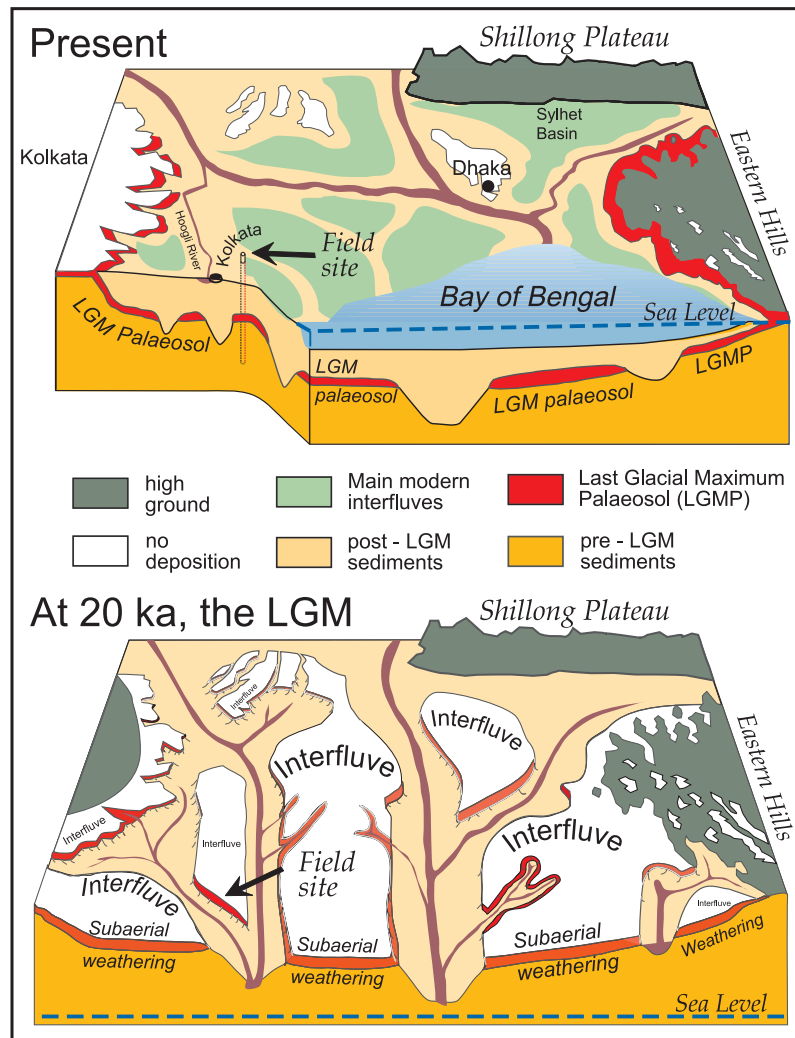 Present
Shillong Plateau
Sylhet
Basin
Eastern Hills
Kolkata
Dhaka
Hoogli River
Kolkata
Field
site
Bay of Bengal
Sea Level
LGM Palaeosol
LGM
palaeosol
LGM palaeosol
LGMP
high
ground
Main modern
interfluves
Last Glacial Maximum
Palaeosol (LGMP)
no
deposition
post - LGM
sediments
pre - LGM
sediments
At 20 ka, the LGM
Shillong Plateau
Interfluve
Interfluve
Interfluve
Eastern Hills
Interfluve
Interfluve
Interfluve
Field
site
Interfluve
Interfluve
Subaerial
weathering
Subaerial
weathering
Subaerial
weathering
Weathering
Sea Level